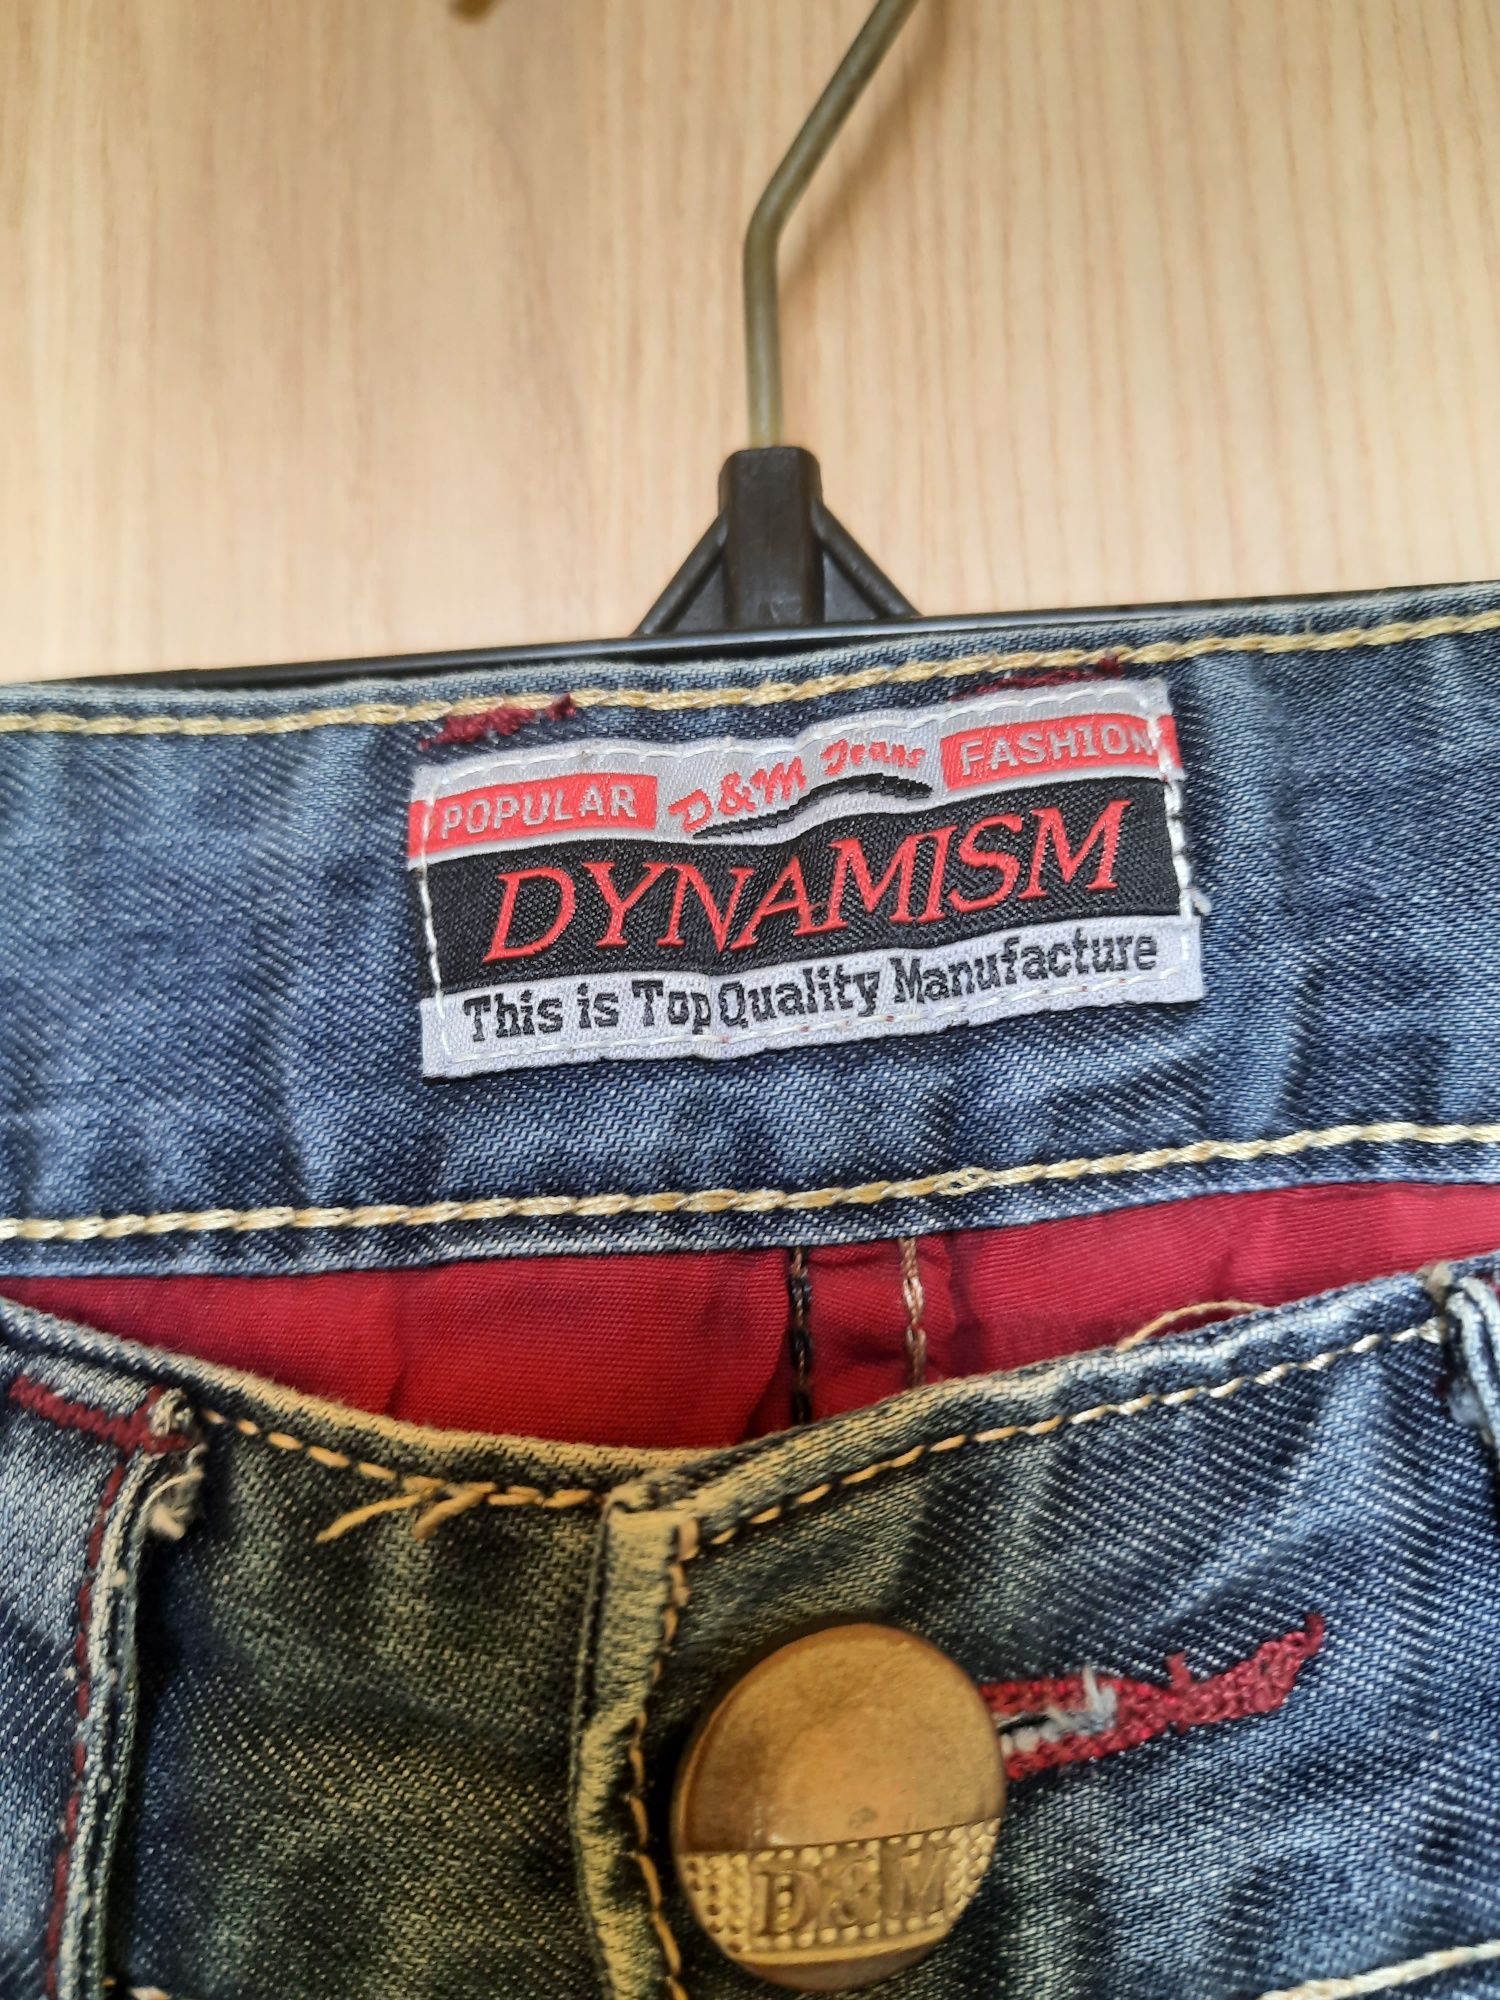 POPULAR D&M Jeans FASHION
DYNAMISM
This is Top Quality Manufacture
D&M